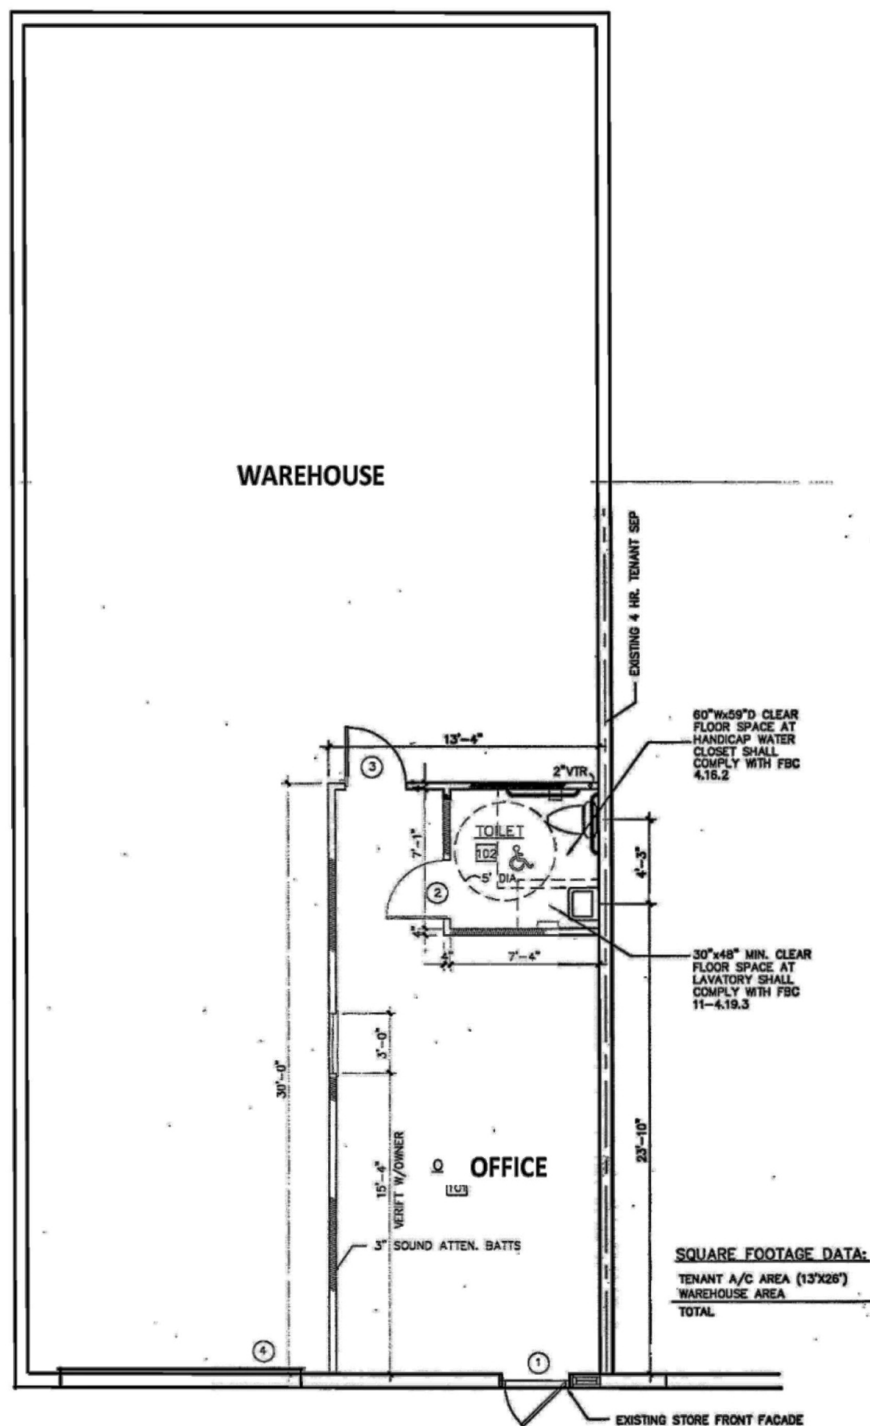 WAREHOUSE
EXISTING 4 HR. TENANT SEP
60"Wx59"D CLEAR
FLOOR SPACE AT
HANDICAP WATER
CLOSET SHALL
COMPLY WITH FBC
4.16.2
13'-4"
3
2"VTR
TOILET
102
5' DIA
7'-1"
2
4'-3"
4"
4"
7'-4"
30"x48" MIN. CLEAR
FLOOR SPACE AT
LAVATORY SHALL
COMPLY WITH FBC
11-4.19.3
3'-0"
30'-0"
23'-10"
15'-4"
VERIFT W/OWNER
O
OFFICE
101
3" SOUND ATTEN. BATTS
SQUARE FOOTAGE DATA:
TENANT A/C AREA (13'X26')
WAREHOUSE AREA
TOTAL
4
1
EXISTING STORE FRONT FACADE